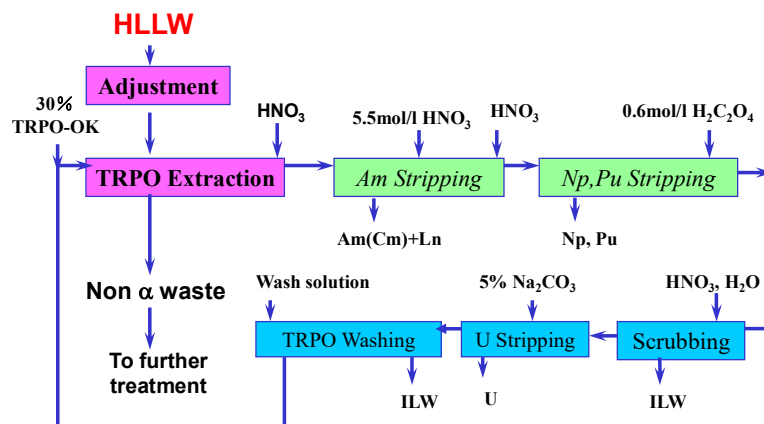 HLLW
Adjustment
30%
TRPO-OK
HNO₃
5.5mol/l HNO₃
HNO₃
0.6mol/l H₂C₂O₄
TRPO Extraction
Am Stripping
Np,Pu Stripping
Am(Cm)+Ln
Np, Pu
Non α waste
To further
treatment
Wash solution
5% Na₂CO₃
HNO₃, H₂O
TRPO Washing
U Stripping
Scrubbing
ILW
U
ILW